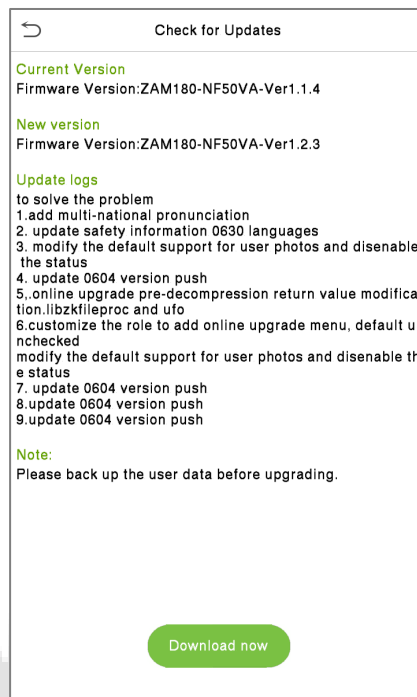 Check for Updates
Current Version
Firmware Version:ZAM180-NF50VA-Ver1.1.4
New version
Firmware Version:ZAM180-NF50VA-Ver1.2.3
Update logs
to solve the problem
1.add multi-national pronunciation
2. update safety information 0630 languages
3. modify the default support for user photos and disenable
the status
4. update 0604 version push
5,.online upgrade pre-decompression return value modifica
tion.libzkfileproc and ufo
6.customize the role to add online upgrade menu, default u
nchecked
modify the default support for user photos and disenable th
e status
7. update 0604 version push
8.update 0604 version push
9.update 0604 version push
Note:
Please back up the user data before upgrading.
Download now